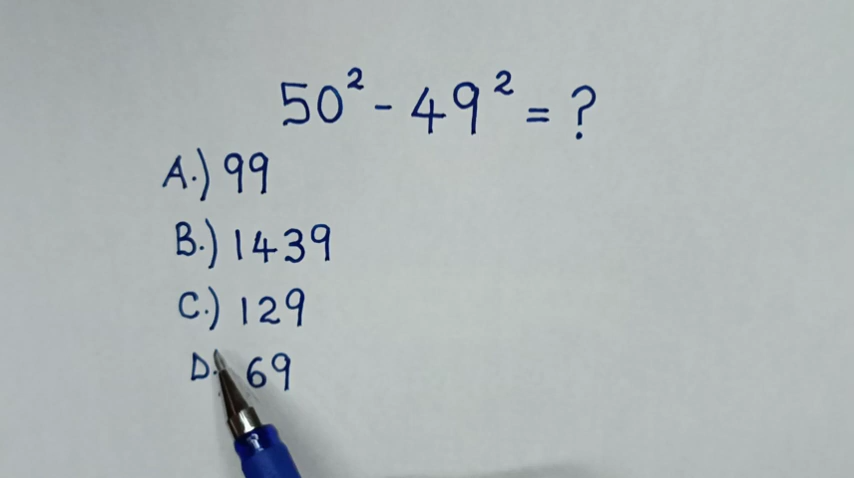 50² - 49² = ?
A.) 99
B.) 1439
C.) 129
D. 69